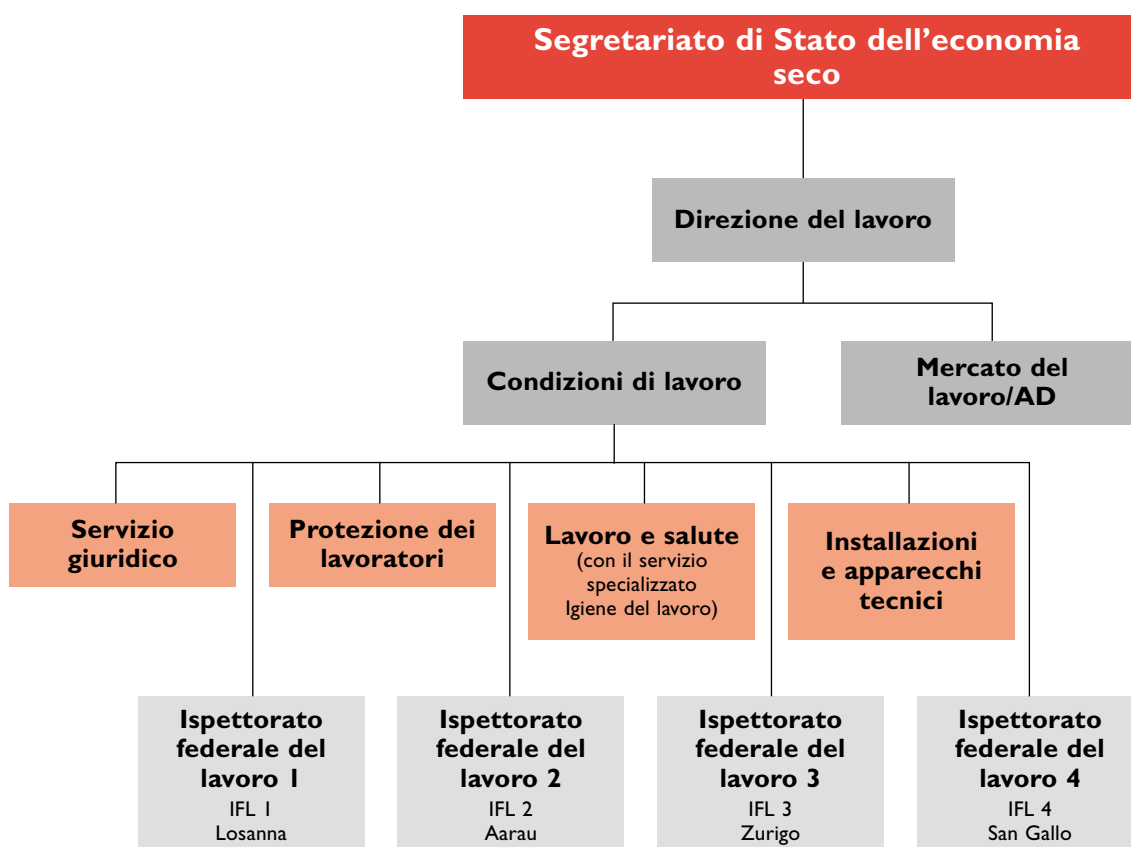 Segretariato di Stato dell’economia
seco
Direzione del lavoro
Condizioni di lavoro
Mercato del
lavoro/AD
Servizio
giuridico
Protezione dei
lavoratori
Lavoro e salute
(con il servizio
specializzato
Igiene del lavoro)
Installazioni
e apparecchi
tecnici
Ispettorato
federale del
lavoro 1
IFL 1
Losanna
Ispettorato
federale del
lavoro 2
IFL 2
Aarau
Ispettorato
federale del
lavoro 3
IFL 3
Zurigo
Ispettorato
federale del
lavoro 4
IFL 4
San Gallo